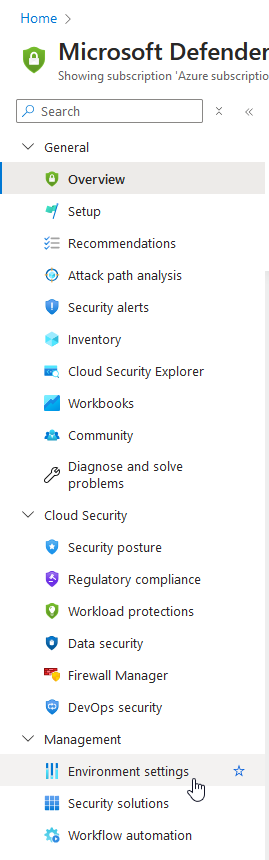 Home
Microsoft Defender
Showing subscription 'Azure subscriptio
Search
General
Overview
Setup
Recommendations
Attack path analysis
Security alerts
Inventory
Cloud Security Explorer
Workbooks
Community
Diagnose and solve
problems
Cloud Security
Security posture
Regulatory compliance
Workload protections
Data security
Firewall Manager
DevOps security
Management
Environment settings
Security solutions
Workflow automation